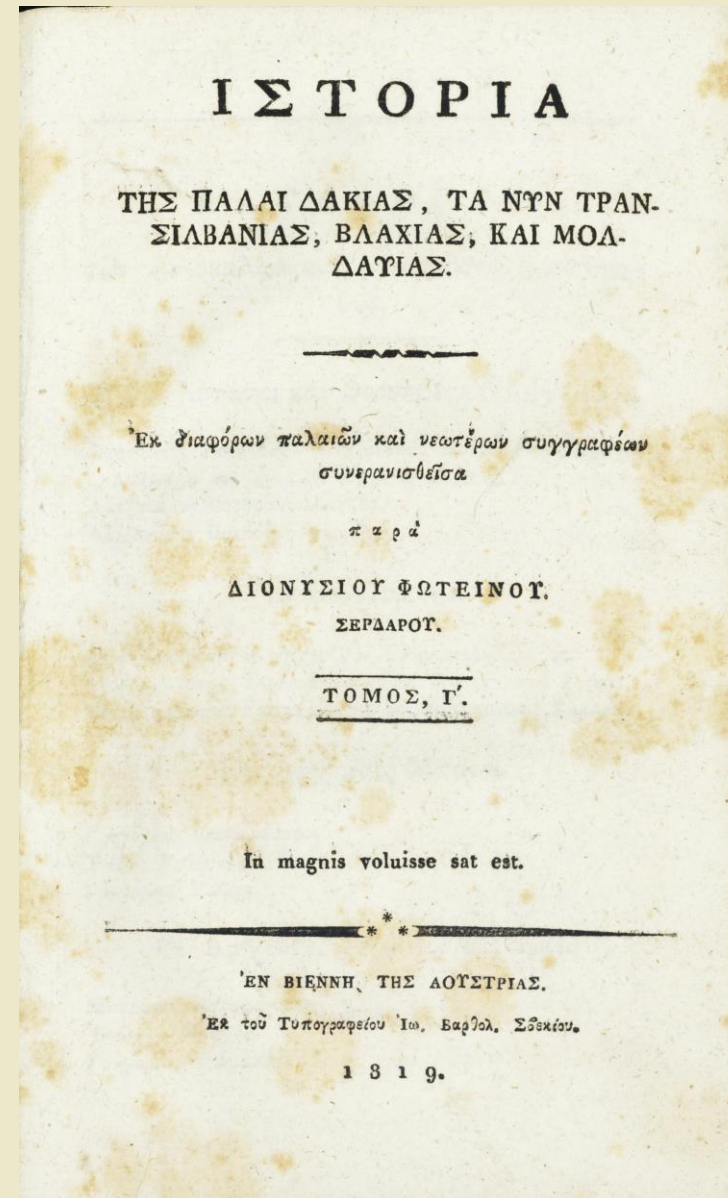 ΙΣΤΟΡΙΑ
ΤΗΣ ΠΑΛΑΙ ΔΑΚΙΑΣ, ΤΑ ΝΥΝ ΤΡΑΝ-
ΣΙΛΒΑΝΙΑΣ, ΒΛΑΧΙΑΣ, ΚΑΙ ΜΟΛ-
ΔΑΥΙΑΣ.
Ἐκ διαφόρων παλαιῶν καὶ νεωτέρων συγγραφέων
συνερανισθεῖσα
παρὰ
ΔΙΟΝΥΣΙΟΥ ΦΩΤΕΙΝΟΥ.
ΣΕΡΔΑΡΟΥ.
ΤΟΜΟΣ, Γ΄.
In magnis voluisse sat est.
ἘΝ ΒΙΕΝΝΗ, ΤΗΣ ΑΟΥΣΤΡΙΑΣ.
Ἐκ τοῦ Τυπογραφείου Ἰω. Βαρθολ. Σβεκίου.
1819.